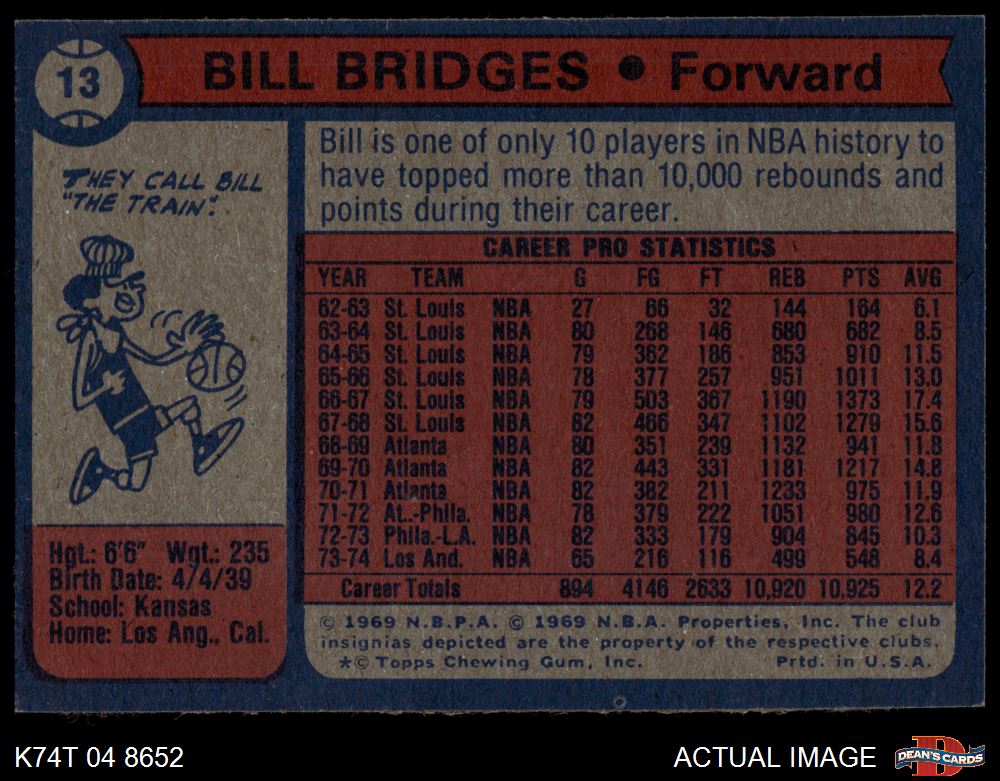 13
BILL BRIDGES • Forward
THEY CALL BILL
"THE TRAIN".
Bill is one of only 10 players in NBA history to
have topped more than 10,000 rebounds and
points during their career.
CAREER PRO STATISTICS
YEAR TEAM G FG FT REB PTS AVG
62-63 St. Louis NBA 27 66 32 144 164 6.1
63-64 St. Louis NBA 80 268 146 680 682 8.5
64-65 St. Louis NBA 79 362 186 853 910 11.5
65-66 St. Louis NBA 78 377 257 951 1011 13.0
66-67 St. Louis NBA 79 503 367 1190 1373 17.4
67-68 St. Louis NBA 82 466 347 1102 1279 15.6
68-69 Atlanta NBA 80 351 239 1132 941 11.8
69-70 Atlanta NBA 82 443 331 1181 1217 14.8
70-71 Atlanta NBA 82 382 211 1233 975 11.9
71-72 At.-Phila. NBA 78 379 222 1051 980 12.6
72-73 Phila.-L.A. NBA 82 333 179 904 845 10.3
73-74 Los And. NBA 65 216 116 499 548 8.4
Career Totals 894 4146 2633 10,920 10,925 12.2
Hgt.: 6'6" Wgt.: 235
Birth Date: 4/4/39
School: Kansas
Home: Los Ang., Cal.
© 1969 N.B.P.A. © 1969 N.B.A. Properties, Inc. The club
insignias depicted are the property of the respective clubs.
*© Topps Chewing Gum, Inc. Prtd. in U.S.A.
K74T 04 8652
ACTUAL IMAGE
D
DEAN'S CARDS